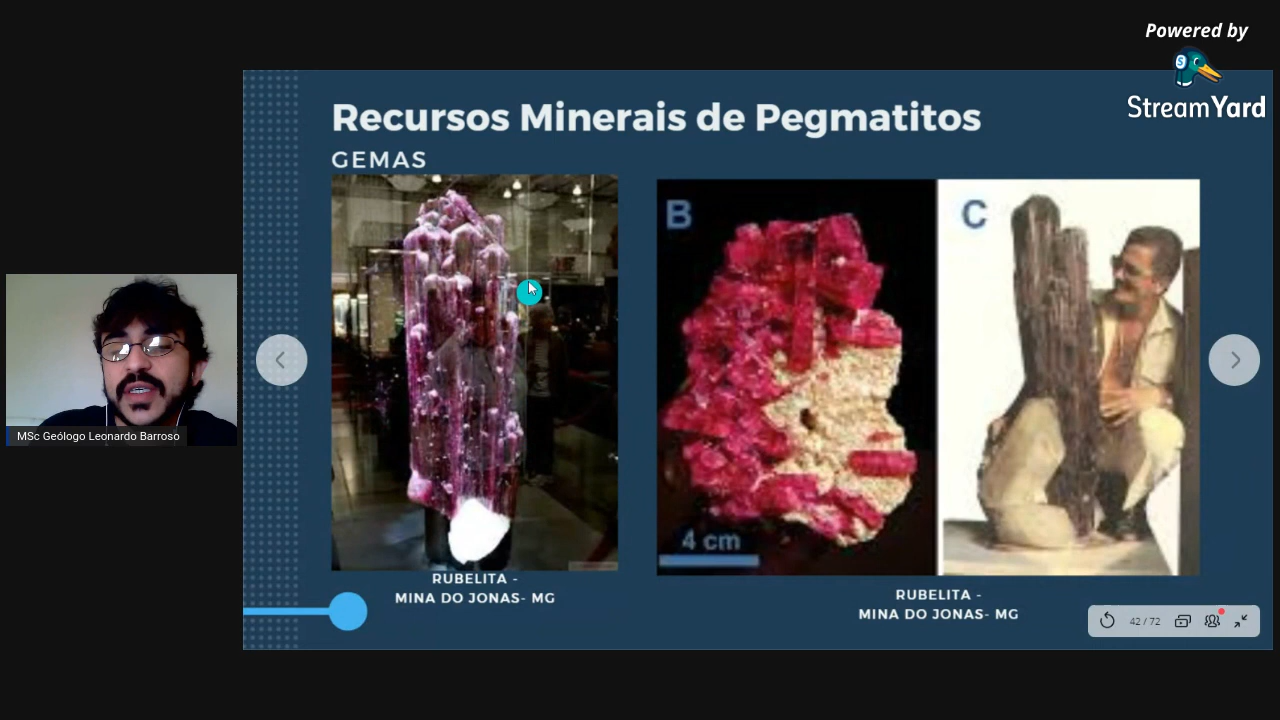 Powered by
StreamYard
Recursos Minerais de Pegmatitos
GEMAS
B
C
4 cm
RUBELITA -
MINA DO JONAS- MG
RUBELITA -
MINA DO JONAS- MG
MSc Geólogo Leonardo Barroso
42 / 72